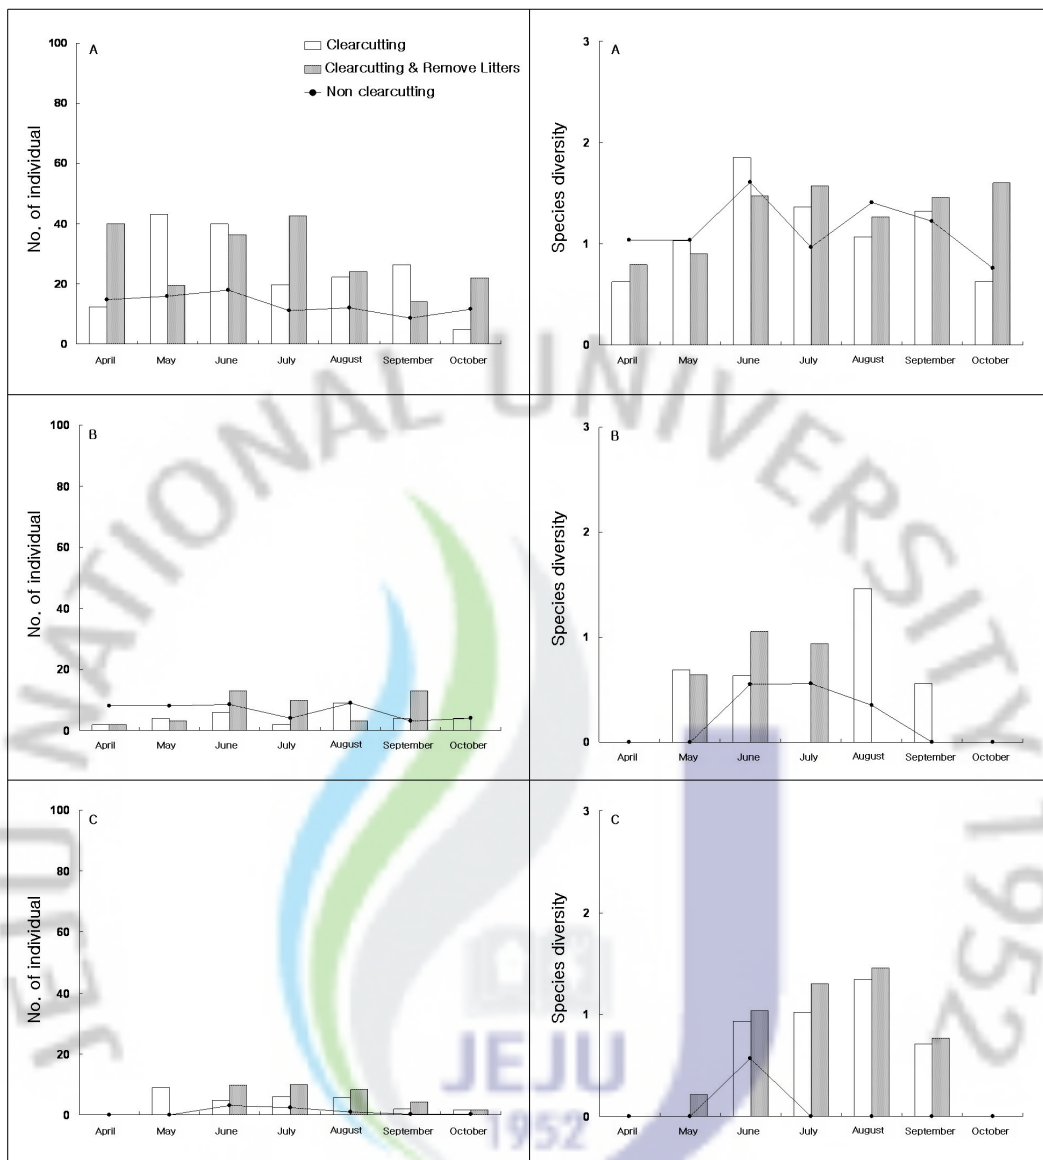 A
Clearcutting
Clearcutting & Remove Litters
Non clearcutting
No. of individual
100
80
60
40
20
0
April May June July August September October
A
Species diversity
3
2
1
0
April May June July August September October
B
No. of individual
100
80
60
40
20
0
April May June July August September October
B
Species diversity
3
2
1
0
April May June July August September October
C
No. of individual
100
80
60
40
20
0
April May June July August September October
C
Species diversity
3
2
1
0
April May June July August September October
JEJU NATIONAL UNIVERSITY 1952
JEJU
1952